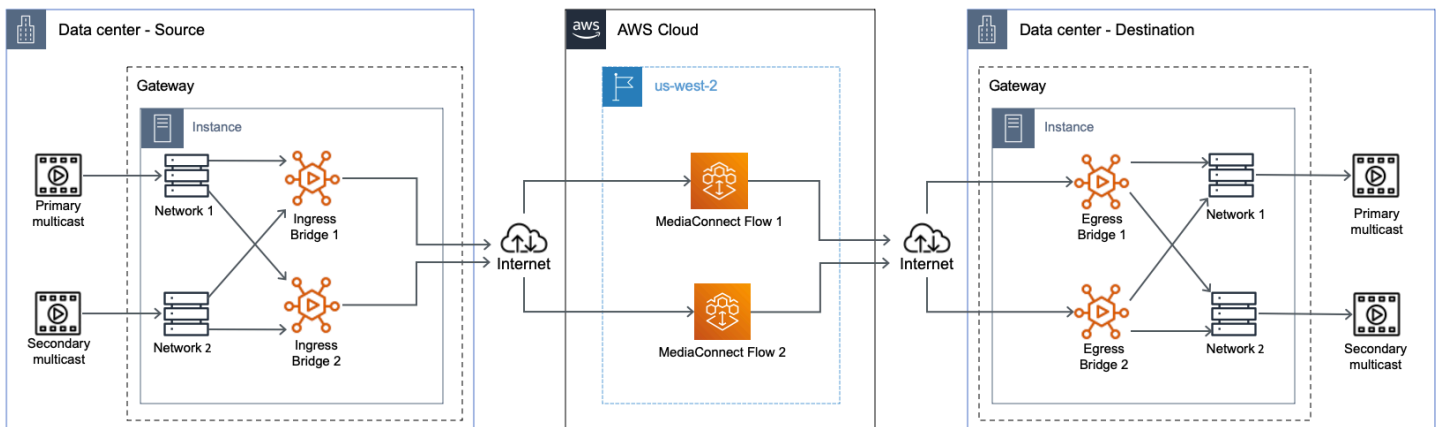 Data center - Source
Gateway
Instance
Primary
multicast
Network 1
Ingress
Bridge 1
Secondary
multicast
Network 2
Ingress
Bridge 2
Internet
aws
AWS Cloud
us-west-2
MediaConnect Flow 1
MediaConnect Flow 2
Internet
Data center - Destination
Gateway
Instance
Egress
Bridge 1
Network 1
Primary
multicast
Egress
Bridge 2
Network 2
Secondary
multicast